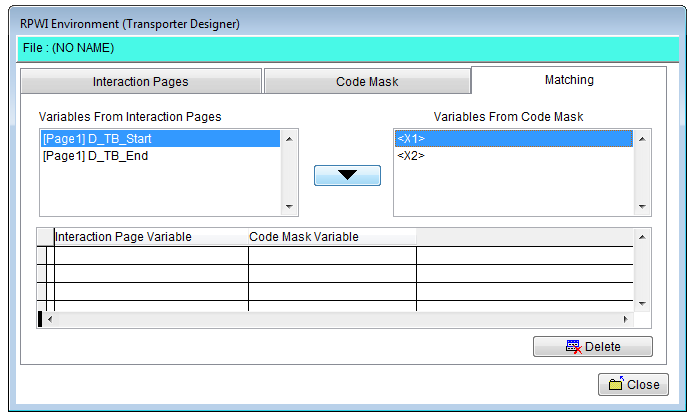 RPWI Environment (Transporter Designer)
File : (NO NAME)
Interaction Pages Code Mask Matching
Variables From Interaction Pages Variables From Code Mask
[Page1] D_TB_Start <X1>
[Page1] D_TB_End <X2>
Interaction Page Variable Code Mask Variable
Delete
Close